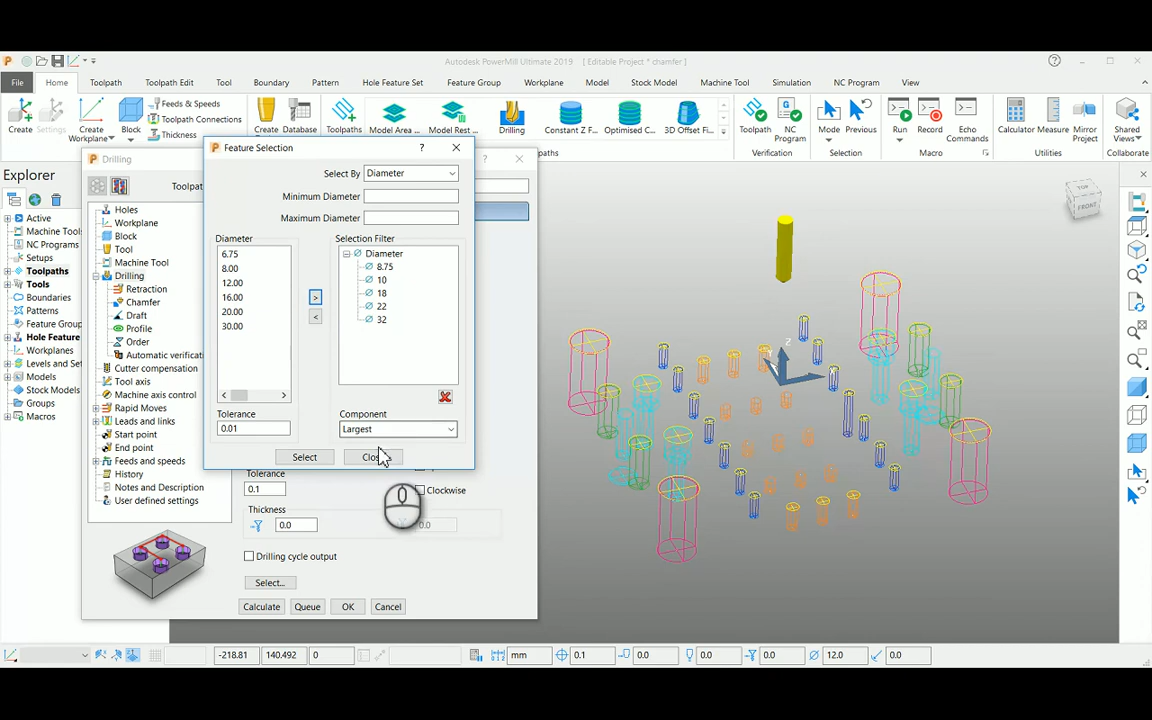 Autodesk PowerMill Ultimate 2019 [ Editable Project * chamfer ]
File Home Toolpath Toolpath Edit Tool Boundary Pattern Hole Feature Set Feature Group Workplane Model Stock Model Machine Tool Simulation NC Program View
Create Settings Create Workplane Block Feeds & Speeds Toolpath Connections Thickness Create Database Toolpaths Model Area ... Model Rest ... Drilling Constant Z F... Optimised C... 3D Offset Fi... Toolpath NC Program Mode Previous Run Record Echo Commands Calculator Measure Mirror Project Shared Views
Verification Selection Macro Utilities Collaborate
Drilling ?
Feature Selection ?
Toolpat
Select By Diameter
Minimum Diameter
Maximum Diameter
Diameter
6.75
8.00
12.00
16.00
20.00
30.00
Tolerance
0.01
> <
Selection Filter
Diameter
8.75
10
18
22
32
Component
Largest
Select Clos
Explorer
Active
Machine Tools
NC Programs
Setups
Toolpaths
Tools
Boundaries
Patterns
Feature Grou
Hole Feature
Workplanes
Levels and Set
Models
Stock Models
Groups
Macros
Holes
Workplane
Block
Tool
Machine Tool
Drilling
Retraction
Chamfer
Draft
Profile
Order
Automatic verificati
Cutter compensation
Tool axis
Machine axis control
Rapid Moves
Leads and links
Start point
End point
Feeds and speeds
History
Notes and Description
User defined settings
Tolerance
0.1
Clockwise
Thickness
0.0 0.0
Drilling cycle output
Select...
Calculate Queue OK Cancel
TOP
FRONT
Z
-218.81 140.492 0 mm 0.1 0.0 0.0 0.0 12.0 0.0